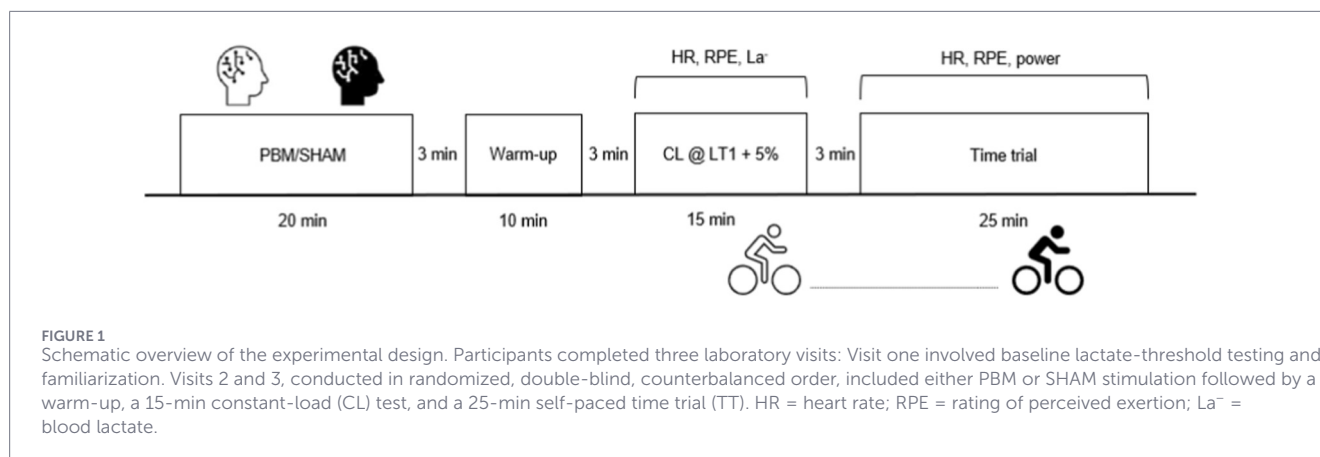 HR, RPE, La⁻
HR, RPE, power
PBM/SHAM
3 min
Warm-up
3 min
CL @ LT1 + 5%
3 min
Time trial
20 min
10 min
15 min
25 min
FIGURE 1
Schematic overview of the experimental design. Participants completed three laboratory visits: Visit one involved baseline lactate-threshold testing and
familiarization. Visits 2 and 3, conducted in randomized, double-blind, counterbalanced order, included either PBM or SHAM stimulation followed by a
warm-up, a 15-min constant-load (CL) test, and a 25-min self-paced time trial (TT). HR = heart rate; RPE = rating of perceived exertion; La⁻ =
blood lactate.